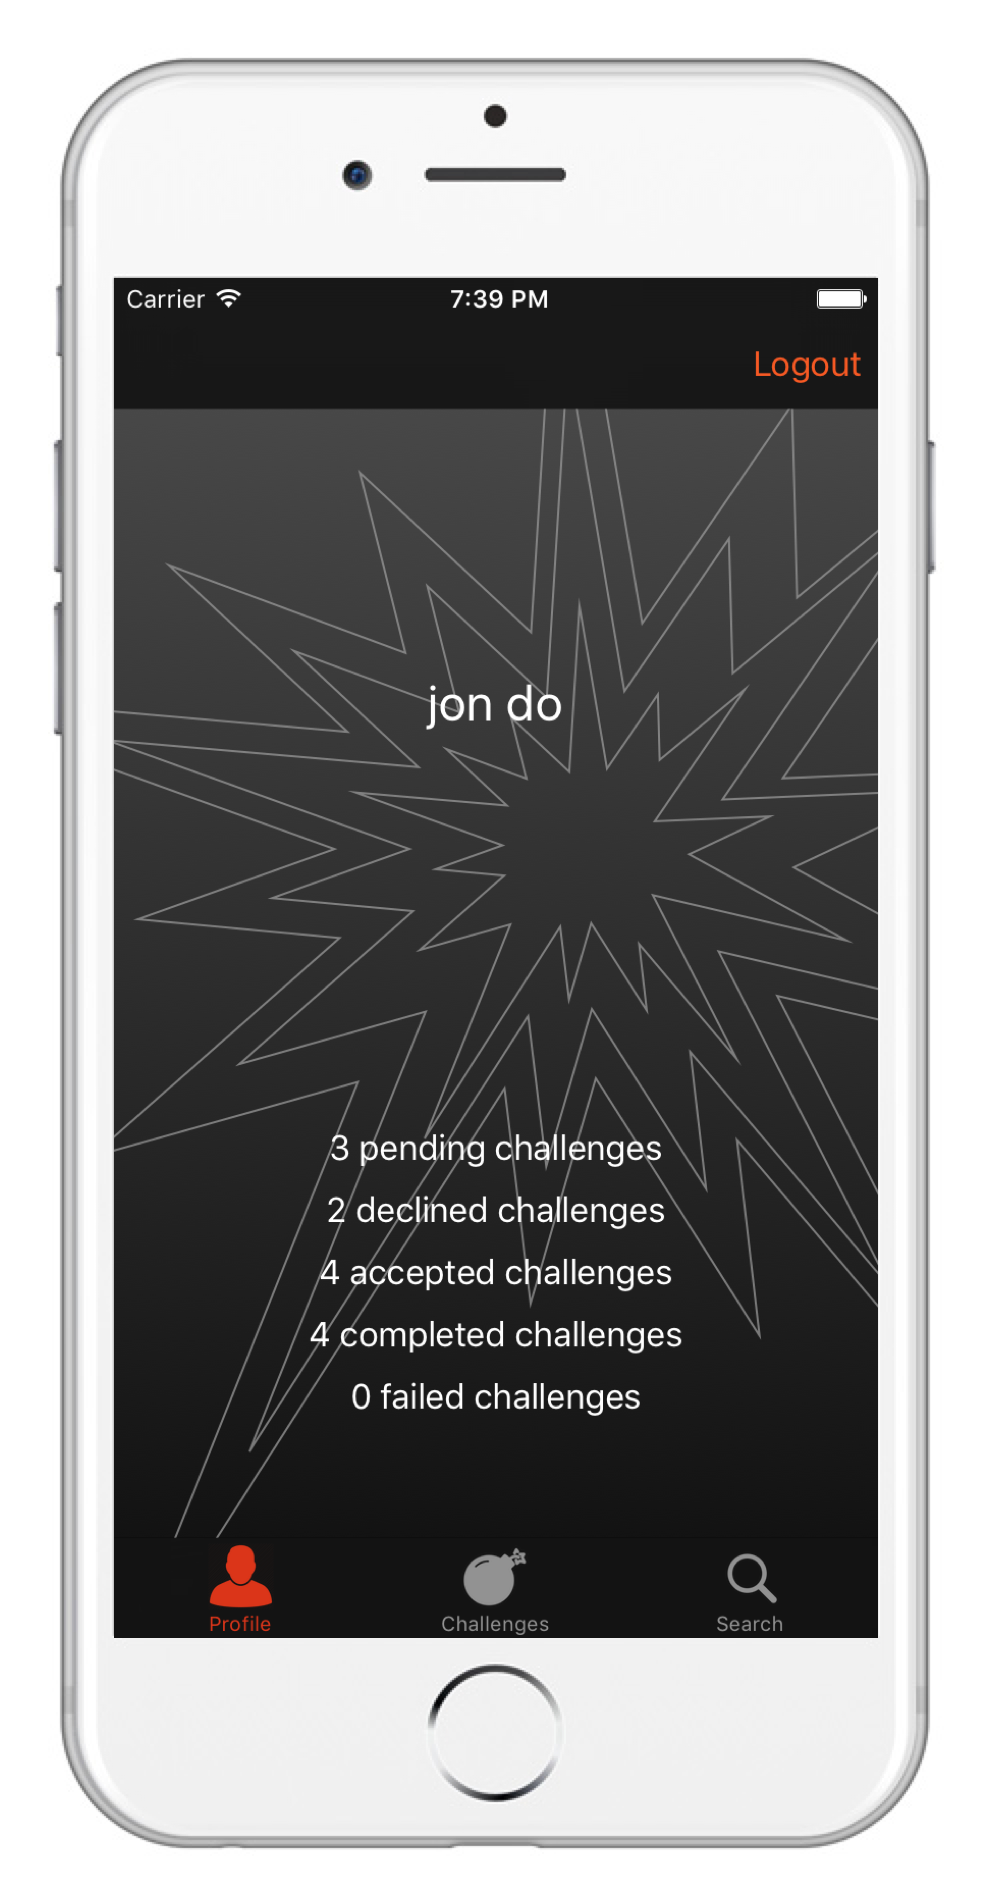 Carrier 7:39 PM
Logout
jon do
3 pending challenges
2 declined challenges
4 accepted challenges
4 completed challenges
0 failed challenges
Profile Challenges Search